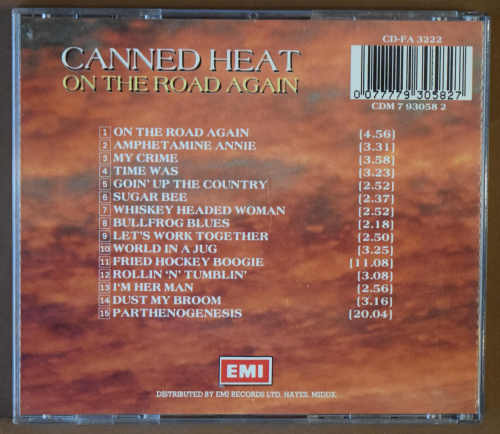 CANNED HEAT
ON THE ROAD AGAIN
CD-FA 3222
0 077779 305827
CDM 7 93058 2
1 ON THE ROAD AGAIN [4.56]
2 AMPHETAMINE ANNIE [3.31]
3 MY CRIME [3.58]
4 TIME WAS [3.23]
5 GOIN' UP THE COUNTRY [2.52]
6 SUGAR BEE [2.37]
7 WHISKEY HEADED WOMAN [2.52]
8 BULLFROG BLUES [2.18]
9 LET'S WORK TOGETHER [2.50]
10 WORLD IN A JUG [3.25]
11 FRIED HOCKEY BOOGIE [11.08]
12 ROLLIN 'N' TUMBLIN' [3.08]
13 I'M HER MAN [2.56]
14 DUST MY BROOM [3.16]
15 PARTHENOGENESIS [20.04]
EMI
DISTRIBUTED BY EMI RECORDS LTD. HAYES. MIDDX.